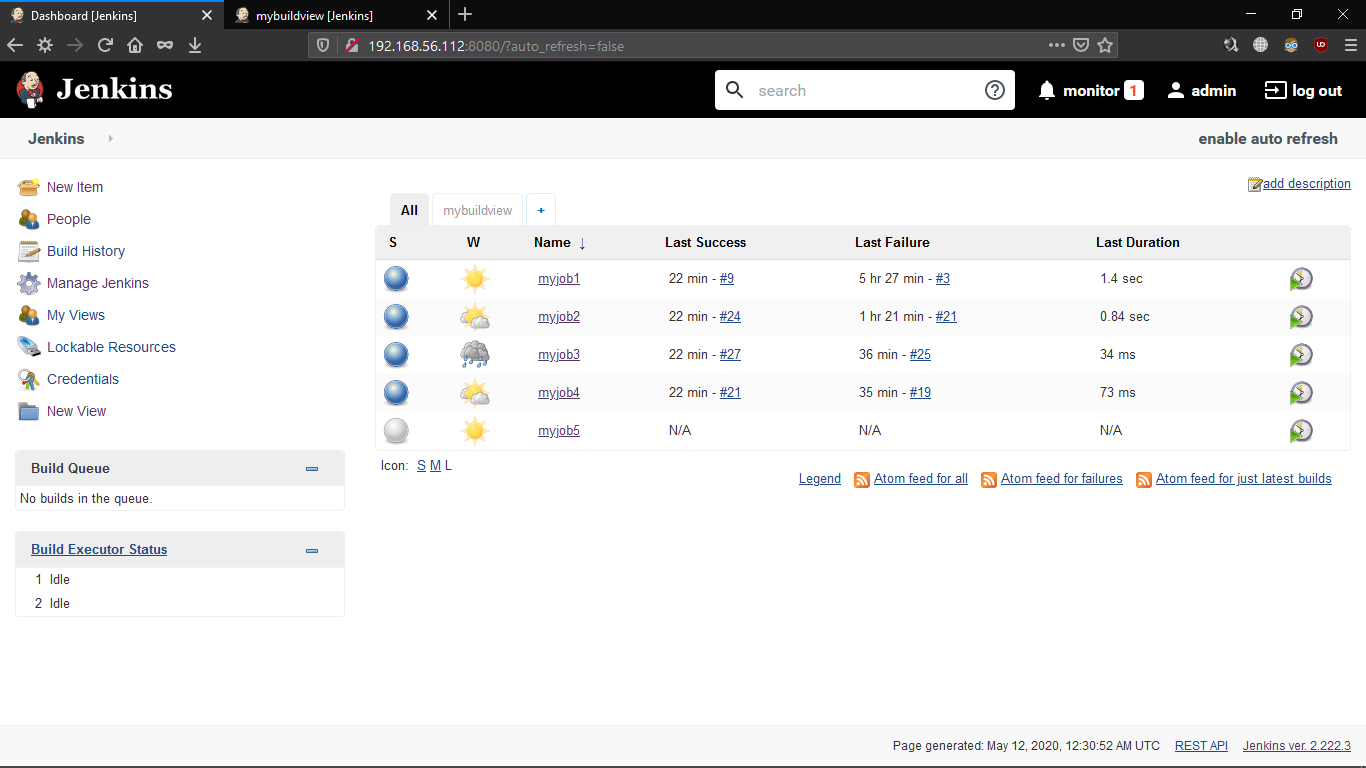 Dashboard [Jenkins] mybuildview [Jenkins]
192.168.56.112:8080/?auto_refresh=false
Jenkins search monitor 1 admin log out
Jenkins enable auto refresh
add description
New Item
People
Build History
Manage Jenkins
My Views
Lockable Resources
Credentials
New View
Build Queue
No builds in the queue.
Build Executor Status
1 Idle
2 Idle
All mybuildview +
S W Name ↓ Last Success Last Failure Last Duration
myjob1 22 min - #9 5 hr 27 min - #3 1.4 sec
myjob2 22 min - #24 1 hr 21 min - #21 0.84 sec
myjob3 22 min - #27 36 min - #25 34 ms
myjob4 22 min - #21 35 min - #19 73 ms
myjob5 N/A N/A N/A
Icon: S M L
Legend Atom feed for all Atom feed for failures Atom feed for just latest builds
Page generated: May 12, 2020, 12:30:52 AM UTC REST API Jenkins ver. 2.222.3